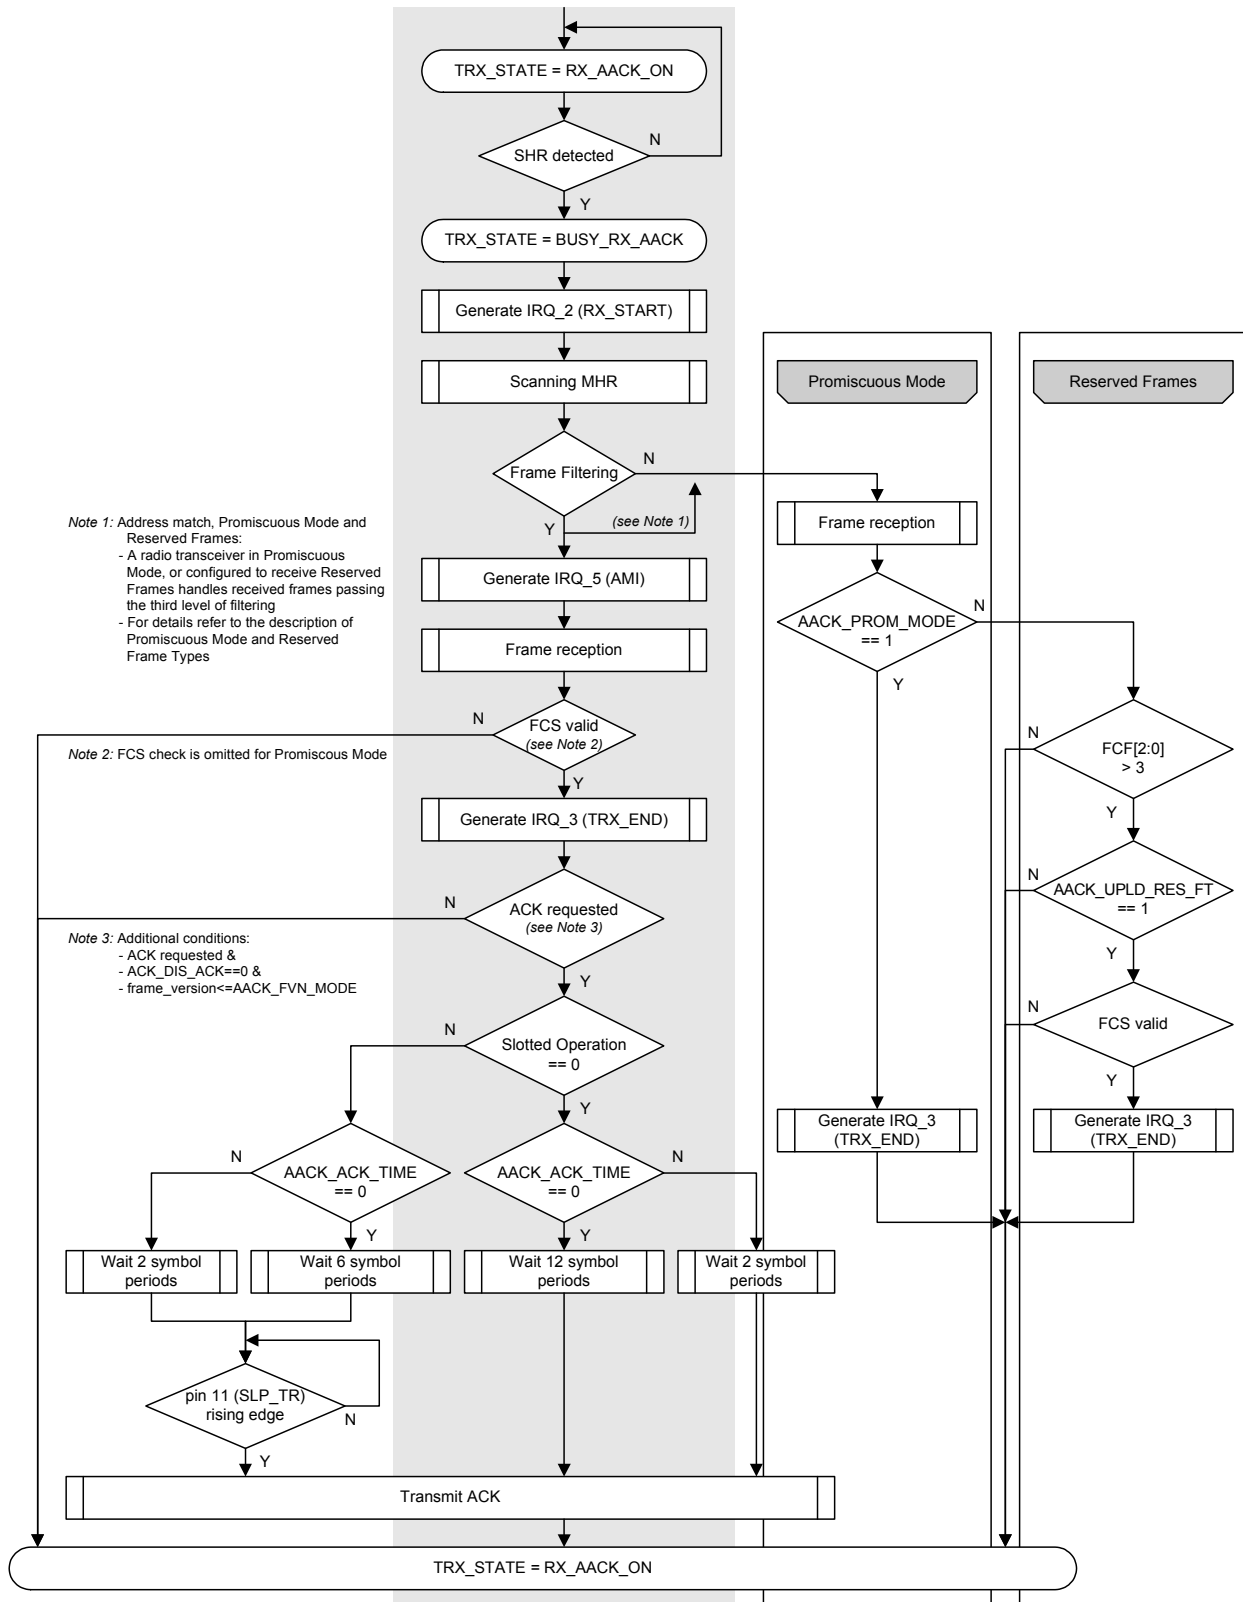 TRX_STATE = RX_AACK_ON
SHR detected
N
Y
TRX_STATE = BUSY_RX_AACK
Generate IRQ_2 (RX_START)
Scanning MHR
Promiscuous Mode
Reserved Frames
Frame Filtering
N
Y
(see Note 1)
Frame reception
Note 1: Address match, Promiscuous Mode and
Reserved Frames:
- A radio transceiver in Promiscuous
Mode, or configured to receive Reserved
Frames handles received frames passing
the third level of filtering
- For details refer to the description of
Promiscuous Mode and Reserved
Frame Types
Generate IRQ_5 (AMI)
AACK_PROM_MODE
== 1
N
Y
Frame reception
FCS valid
(see Note 2)
N
Y
Note 2: FCS check is omitted for Promiscous Mode
FCF[2:0]
> 3
N
Y
Generate IRQ_3 (TRX_END)
ACK requested
(see Note 3)
N
Y
AACK_UPLD_RES_FT
== 1
N
Y
Note 3: Additional conditions:
- ACK requested &
- ACK_DIS_ACK==0 &
- frame_version<=AACK_FVN_MODE
FCS valid
N
Y
Slotted Operation
== 0
N
Y
Generate IRQ_3
(TRX_END)
Generate IRQ_3
(TRX_END)
AACK_ACK_TIME
== 0
N
Y
AACK_ACK_TIME
== 0
N
Y
Wait 2 symbol
periods
Wait 6 symbol
periods
Wait 12 symbol
periods
Wait 2 symbol
periods
pin 11 (SLP_TR)
rising edge
N
Y
Transmit ACK
TRX_STATE = RX_AACK_ON